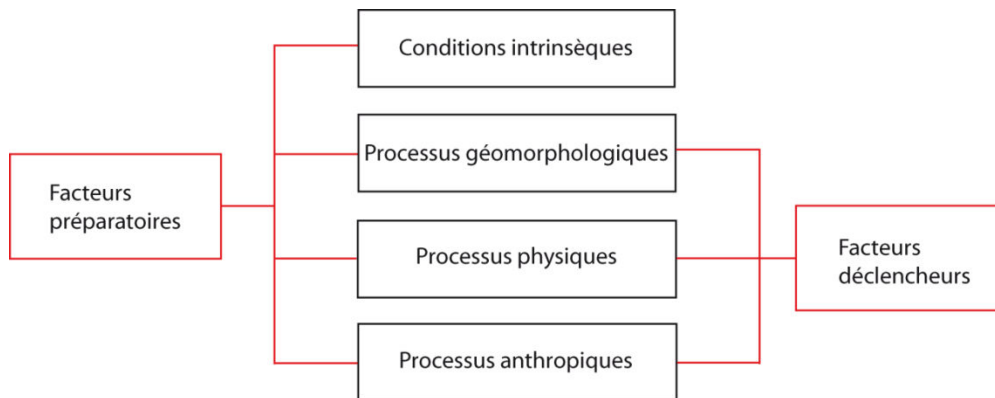 Conditions intrinsèques
Processus géomorphologiques
Facteurs
préparatoires
Processus physiques
Facteurs
déclencheurs
Processus anthropiques